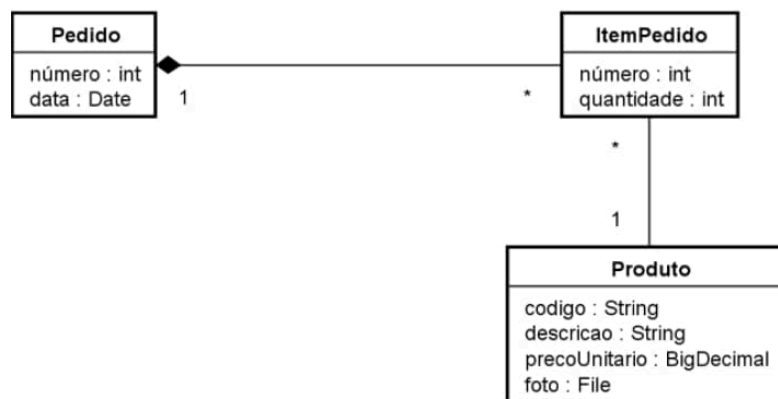 Pedido
número : int
data : Date
1
*
ItemPedido
número : int
quantidade : int
*
1
Produto
codigo : String
descricao : String
precoUnitario : BigDecimal
foto : File